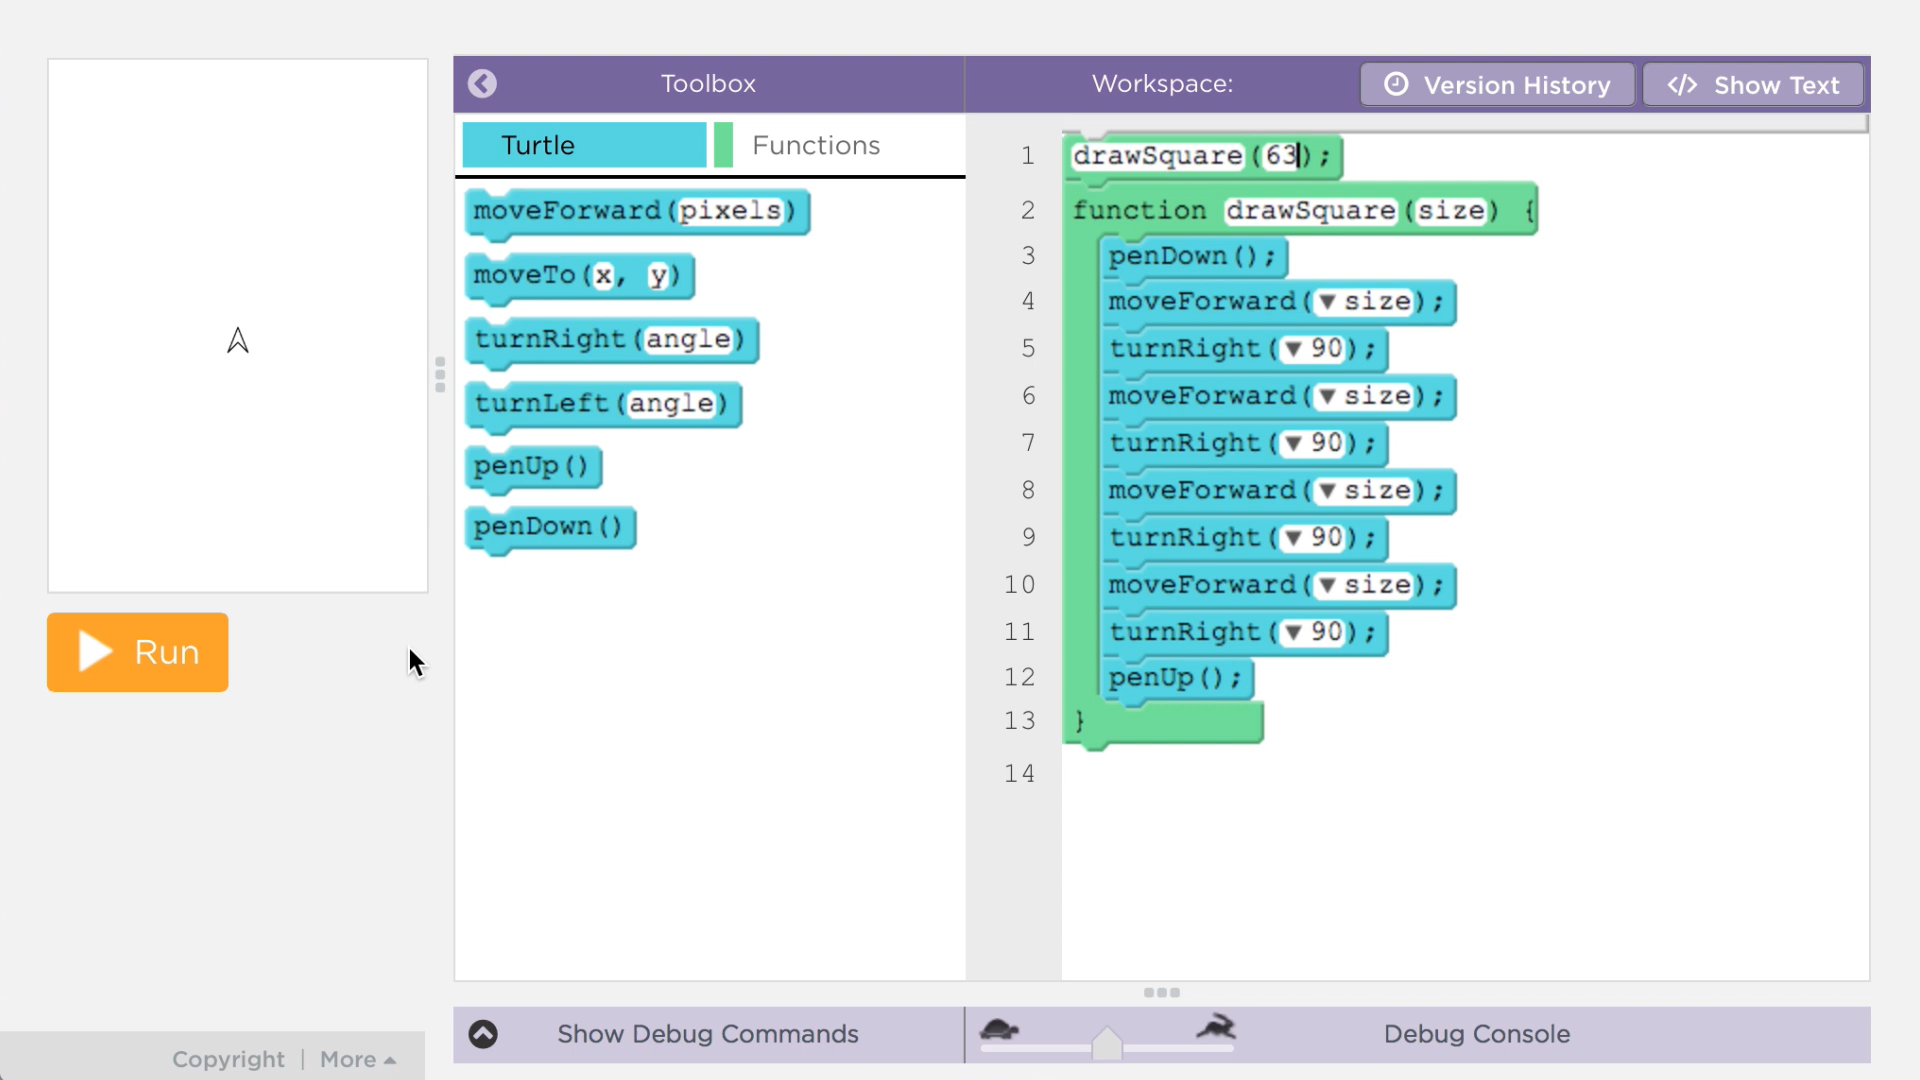 Toolbox
Workspace:
Version History
</> Show Text
Turtle
Functions
moveForward(pixels)
moveTo(x, y)
turnRight(angle)
turnLeft(angle)
penUp()
penDown()
1 drawSquare(63);
2 function drawSquare(size) {
3 penDown();
4 moveForward(▼size);
5 turnRight(▼90);
6 moveForward(▼size);
7 turnRight(▼90);
8 moveForward(▼size);
9 turnRight(▼90);
10 moveForward(▼size);
11 turnRight(▼90);
12 penUp();
13 }
14
Run
Show Debug Commands
Debug Console
Copyright | More